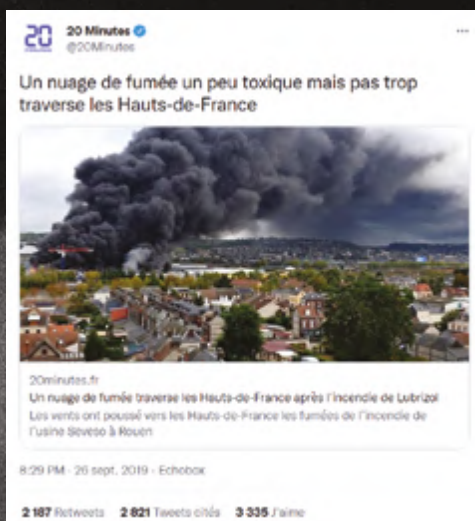 20
20 Minutes
@20Minutes
Un nuage de fumée un peu toxique mais pas trop
traverse les Hauts-de-France
20minutes.fr
Un nuage de fumée traverse les Hauts-de-France après l'incendie de Lubrizol
Les vents ont poussé vers les Hauts-de-France les fumées de l'incendie de
l'usine Seveso à Rouen
8:29 PM · 26 sept. 2019 · Echobox
2 187 Retweets 2 821 Tweets cités 3 335 J'aime